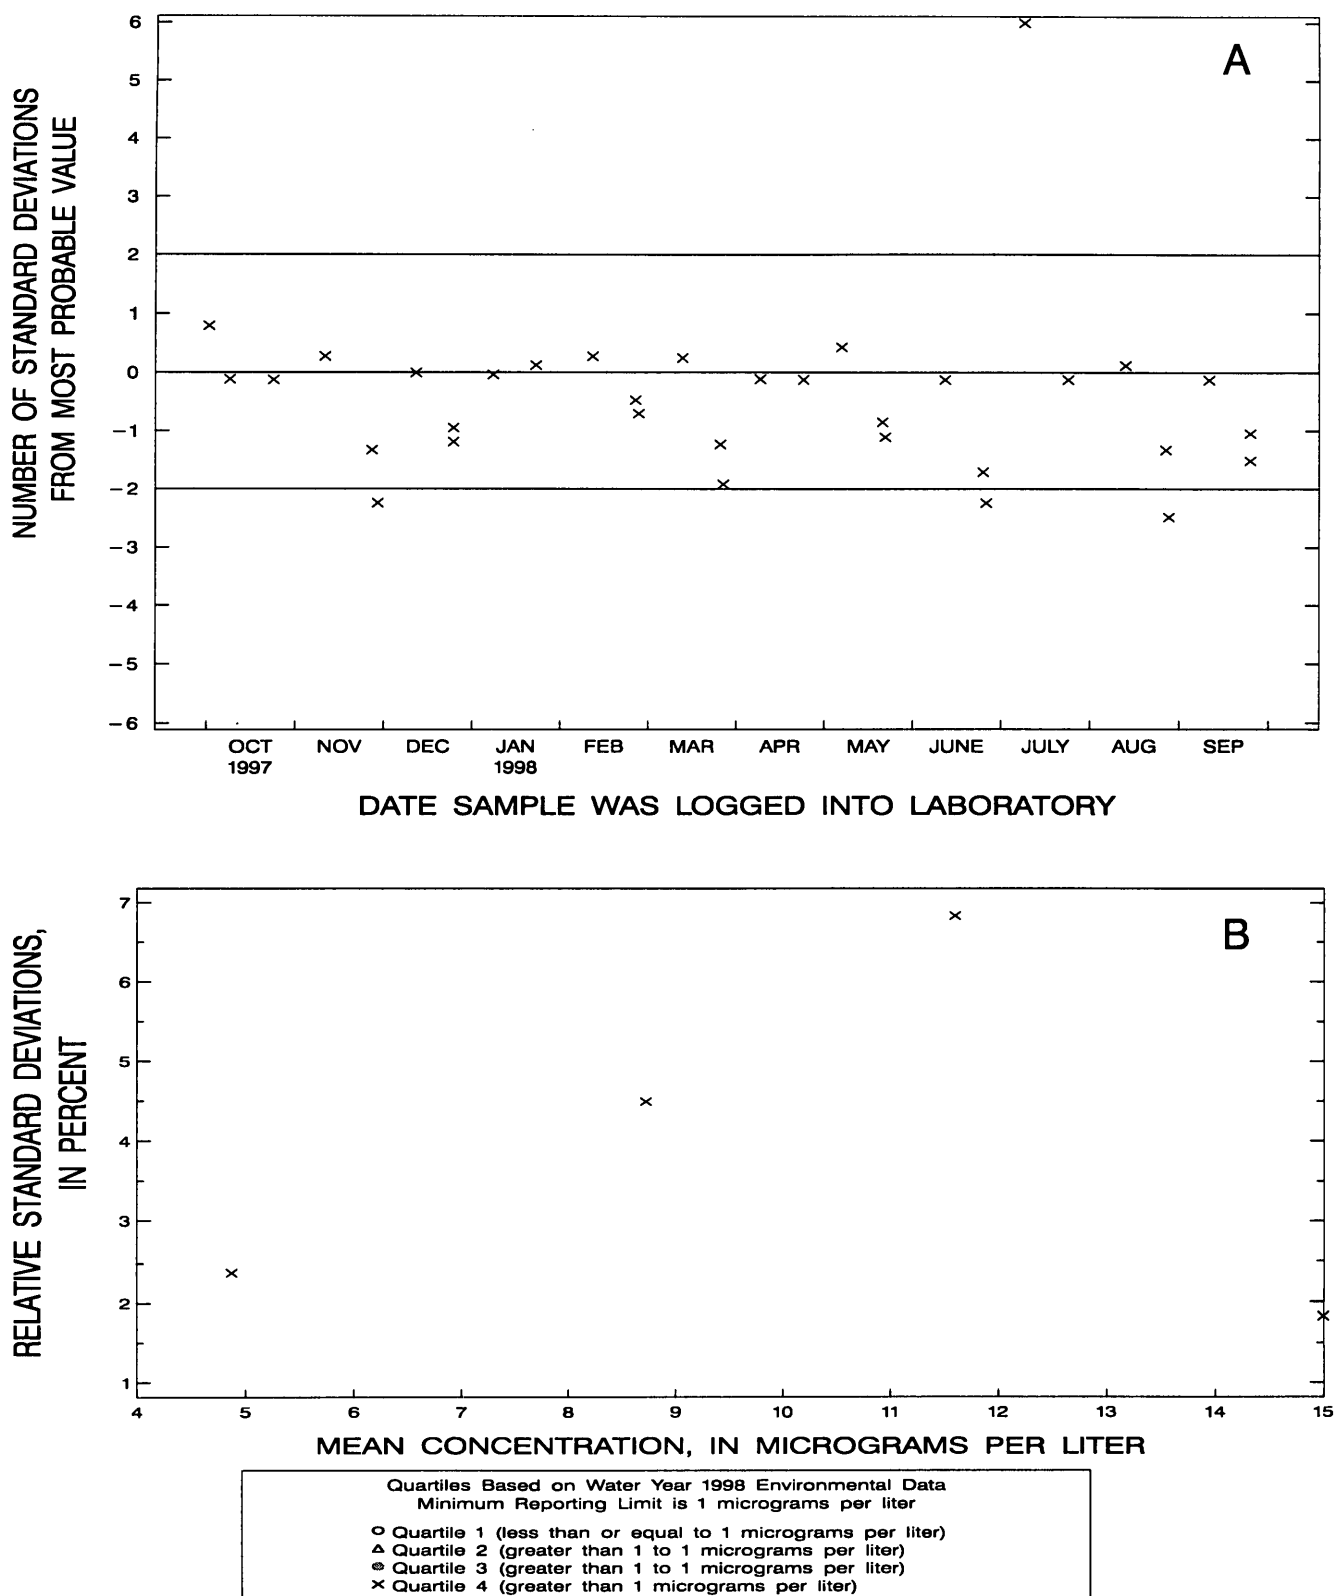 NUMBER OF STANDARD DEVIATIONS
FROM MOST PROBABLE VALUE
A
6
5
4
3
2
1
0
−1
−2
−3
−4
−5
−6
OCT NOV DEC JAN FEB MAR APR MAY JUNE JULY AUG SEP
1997 1998
DATE SAMPLE WAS LOGGED INTO LABORATORY
RELATIVE STANDARD DEVIATIONS,
IN PERCENT
B
7
6
5
4
3
2
1
4 5 6 7 8 9 10 11 12 13 14 15
MEAN CONCENTRATION, IN MICROGRAMS PER LITER
Quartiles Based on Water Year 1998 Environmental Data
Minimum Reporting Limit is 1 micrograms per liter
Quartile 1 (less than or equal to 1 micrograms per liter)
Quartile 2 (greater than 1 to 1 micrograms per liter)
Quartile 3 (greater than 1 to 1 micrograms per liter)
Quartile 4 (greater than 1 micrograms per liter)